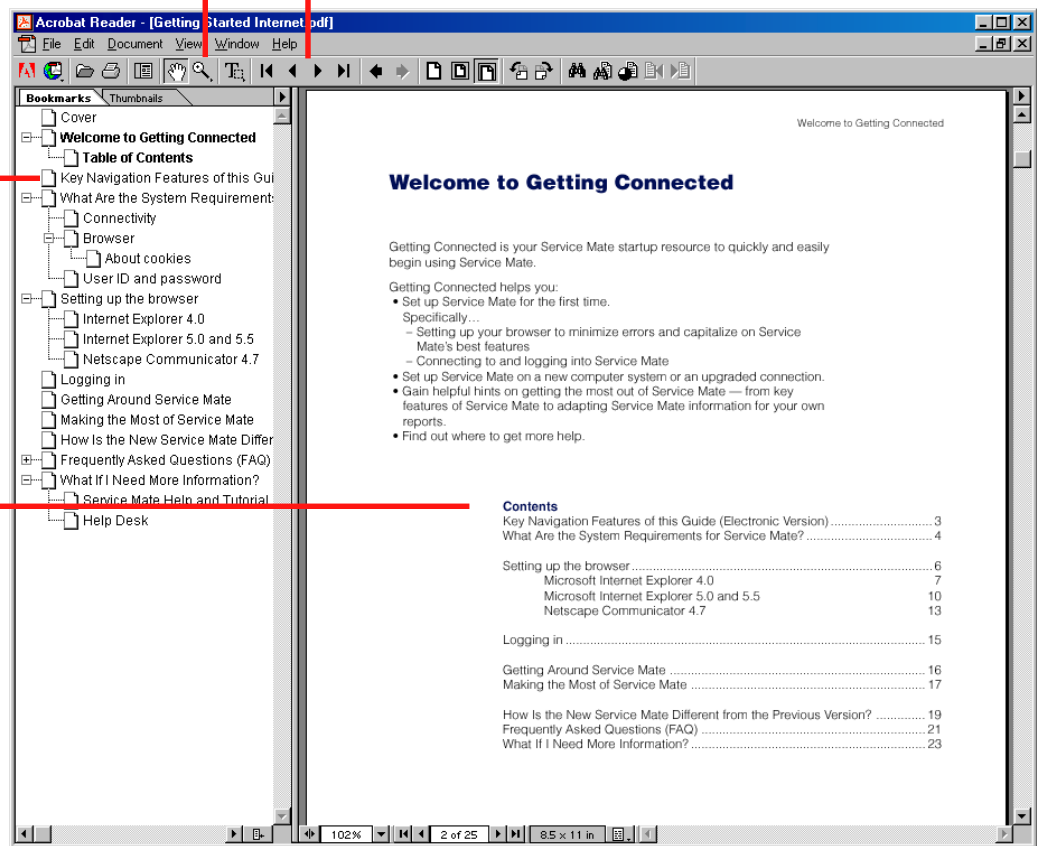 Acrobat Reader - [Getting Started Internet.pdf]
File Edit Document View Window Help
Bookmarks Thumbnails
Cover
Welcome to Getting Connected
Table of Contents
Key Navigation Features of this Gui
What Are the System Requirements
Connectivity
Browser
About cookies
User ID and password
Setting up the browser
Internet Explorer 4.0
Internet Explorer 5.0 and 5.5
Netscape Communicator 4.7
Logging in
Getting Around Service Mate
Making the Most of Service Mate
How Is the New Service Mate Differ
Frequently Asked Questions (FAQ)
What If I Need More Information?
Service Mate Help and Tutorial
Help Desk
Welcome to Getting Connected
Welcome to Getting Connected
Getting Connected is your Service Mate startup resource to quickly and easily
begin using Service Mate.
Getting Connected helps you:
• Set up Service Mate for the first time.
Specifically…
– Setting up your browser to minimize errors and capitalize on Service
Mate's best features
– Connecting to and logging into Service Mate
• Set up Service Mate on a new computer system or an upgraded connection.
• Gain helpful hints on getting the most out of Service Mate — from key
features of Service Mate to adapting Service Mate information for your own
reports.
• Find out where to get more help.
Contents
Key Navigation Features of this Guide (Electronic Version) ............................. 3
What Are the System Requirements for Service Mate? .................................... 4
Setting up the browser ...................................................................................... 6
Microsoft Internet Explorer 4.0 7
Microsoft Internet Explorer 5.0 and 5.5 10
Netscape Communicator 4.7 13
Logging in ....................................................................................................... 15
Getting Around Service Mate ......................................................................... 16
Making the Most of Service Mate ................................................................... 17
How Is the New Service Mate Different from the Previous Version? .............. 19
Frequently Asked Questions (FAQ) ................................................................ 21
What If I Need More Information? ................................................................... 23
102% 2 of 25 8.5 x 11 in